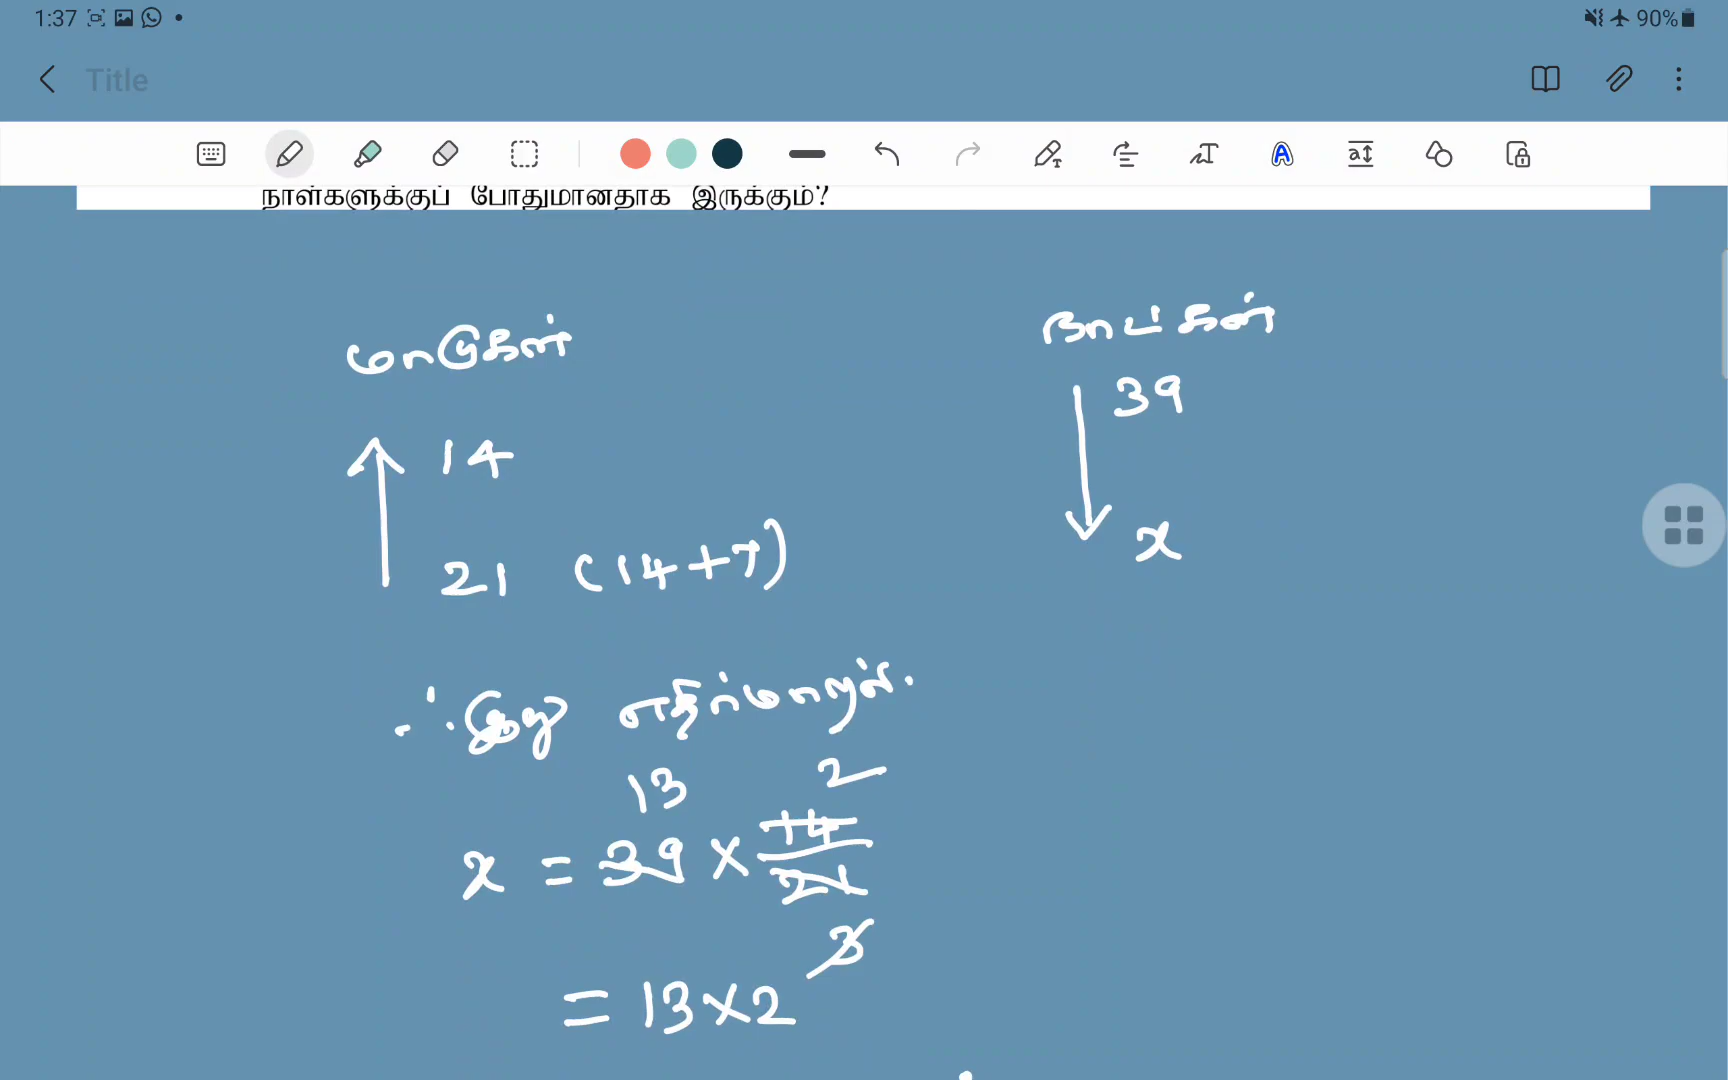 1:37 90%
Title
நாள்களுக்குப் போதுமானதாக இருக்கும்?
மாடுகள் நாட்கள்
14 39
21 (14+7) x
∴ இது எதிர்மாறல்.
13 2
x = 39 × 14/21
3
= 13×2